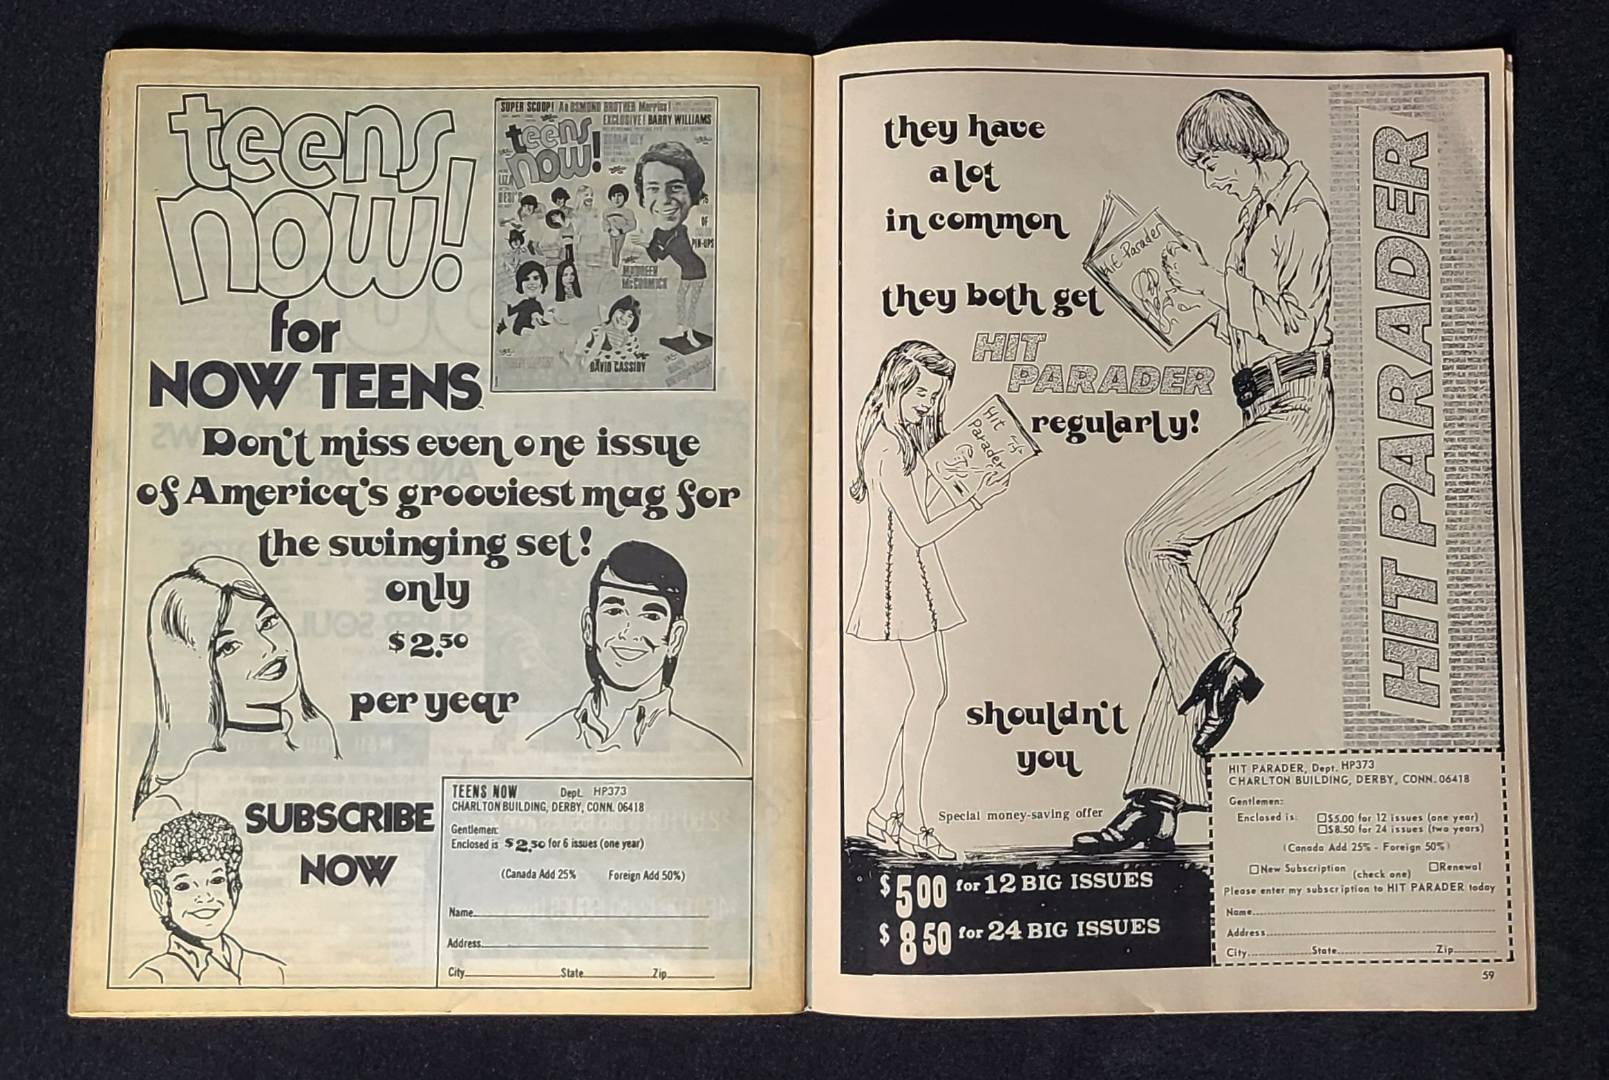 teens
now!
for
NOW TEENS
SUPER SCOOP! An OSMOND BROTHER Marries!
EXCLUSIVE! BARRY WILLIAMS
teens
now!
OF
PIN-UPS
MAUREEN
McCORMICK
DAVID CASSIDY
Don't miss even one issue
of America's grooviest mag for
the swinging set!
only
$2.50
per year
SUBSCRIBE
NOW
TEENS NOW Dept. HP373
CHARLTON BUILDING, DERBY, CONN. 06418
Gentlemen:
Enclosed is $2.50 for 6 issues (one year)
(Canada Add 25% Foreign Add 50%)
Name
Address
City State Zip
they have
a lot
in common
they both get
HIT
PARADER
regularly!
Hit Parader
Hit
Parader
HIT PARADER
shouldn't
you
Special money-saving offer
$5.00 for 12 BIG ISSUES
$8.50 for 24 BIG ISSUES
HIT PARADER, Dept. HP373
CHARLTON BUILDING, DERBY, CONN. 06418
Gentlemen:
Enclosed is: $5.00 for 12 issues (one year)
$8.50 for 24 issues (two years)
(Canada Add 25% - Foreign 50%)
New Subscription (check one) Renewal
Please enter my subscription to HIT PARADER today
Name
Address
City State Zip
59